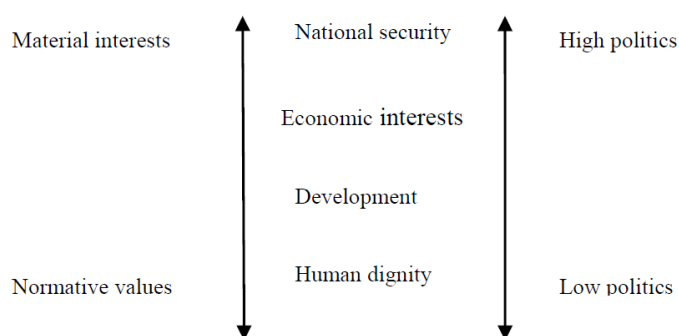 Material interests
National security
High politics
Economic interests
Development
Human dignity
Normative values
Low politics